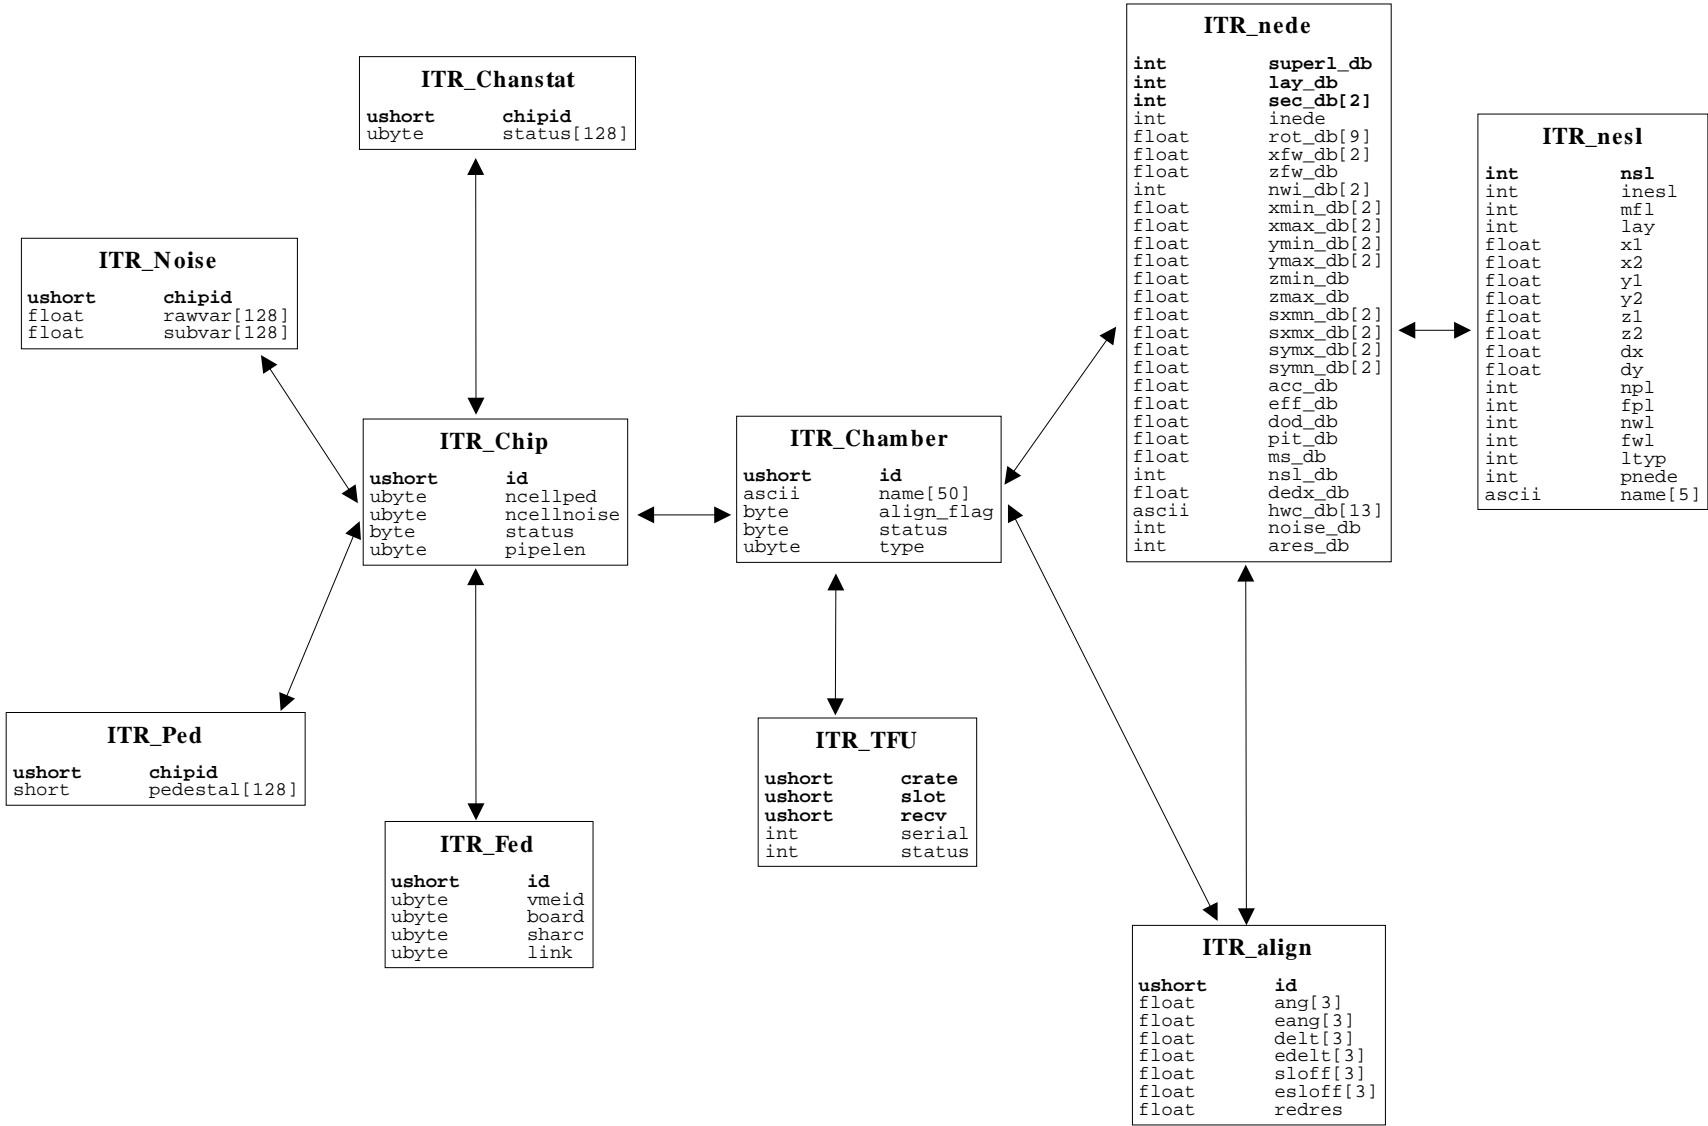 ITR_Chanstat
ushort chipid
ubyte status[128]
ITR_Noise
ushort chipid
float rawvar[128]
float subvar[128]
ITR_Chip
ushort id
ubyte ncellped
ubyte ncellnoise
byte status
ubyte pipelen
ITR_Ped
ushort chipid
short pedestal[128]
ITR_Fed
ushort id
ubyte vmeid
ubyte board
ubyte sharc
ubyte link
ITR_Chamber
ushort id
ascii name[50]
byte align_flag
byte status
ubyte type
ITR_TFU
ushort crate
ushort slot
ushort recv
int serial
int status
ITR_nede
int superl_db
int lay_db
int sec_db[2]
int inede
float rot_db[9]
float xfw_db[2]
float zfw_db
int nwi_db[2]
float xmin_db[2]
float xmax_db[2]
float ymin_db[2]
float ymax_db[2]
float zmin_db
float zmax_db
float sxmn_db[2]
float sxmx_db[2]
float symx_db[2]
float symn_db[2]
float acc_db
float eff_db
float dod_db
float pit_db
float ms_db
int nsl_db
float dedx_db
ascii hwc_db[13]
int noise_db
int ares_db
ITR_nesl
int nsl
int inesl
int mfl
int lay
float x1
float x2
float y1
float y2
float z1
float z2
float dx
float dy
int npl
int fpl
int nwl
int fwl
int ltyp
int pnede
ascii name[5]
ITR_align
ushort id
float ang[3]
float eang[3]
float delt[3]
float edelt[3]
float sloff[3]
float esloff[3]
float redres